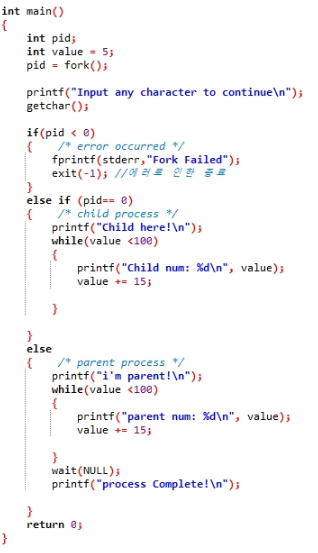 int main()
{
    int pid;
    int value = 5;
    pid = fork();

    printf("Input any character to continue\n");
    getchar();

    if(pid < 0)
    {    /* error occurred */
        fprintf(stderr,"Fork Failed");
        exit(-1); //에러로 인한 종료
    }
    else if (pid== 0)
    {    /* child process */
        printf("Child here!\n");
        while(value <100)
        {
            printf("Child num: %d\n", value);
            value += 15;

        }

    }
    else
    {    /* parent process */
        printf("i'm parent!\n");
        while(value <100)
        {
            printf("parent num: %d\n", value);
            value += 15;

        }
        wait(NULL);
        printf("process Complete!\n");

    }
    return 0;
}